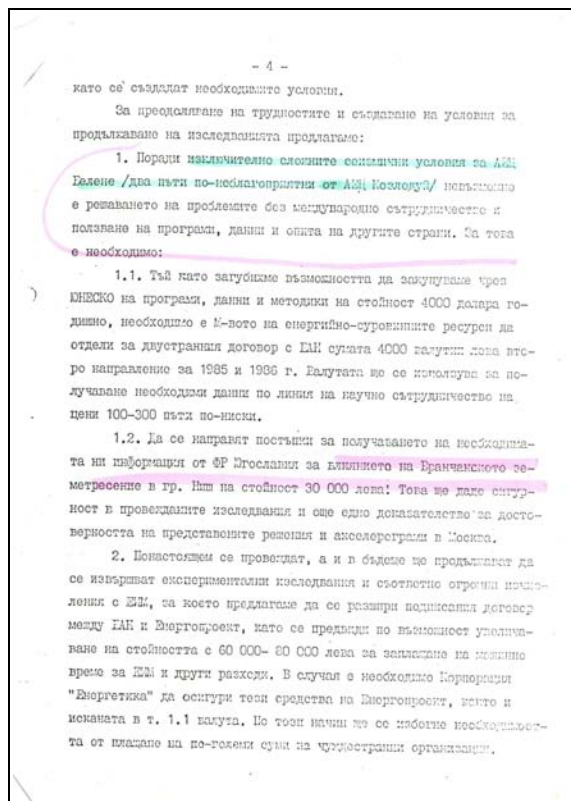 - 4 -
като се създадат необходимите условия.
За преодоляване на трудностите и създаване на условия за
продължаване на изследванията предлагаме:
1. Поради изключително сложните сеизмични условия за АЕЦ
Белене /два пъти по-неблагоприятни от АЕЦ Козлодуй/ невъзможно
е решаването на проблемите без международно сътрудничество и
ползване на програми, данни и опита на другите страни. За това
е необходимо:
1.1. Тъй като загубихме възможността да закупуваме чрез
ЮНЕСКО на програми, данни и методики на стойност 4000 долара го-
дишно, необходимо е М-вото на енергийно-суровинните ресурси да
отдели за двустранния договор с БАН сумата 4000 валутни лева вто-
ро направление за 1985 и 1986 г. Валутата ще се използува за по-
лучаване необходими данни по линия на научно сътрудничество на
цени 100-300 пъти по-ниски.
1.2. Да се направят постъпки за получаването на необходима-
та ни информация от ФР Югославия за влиянието на Вранчанското зе-
метресение в гр. Ниш на стойност 30 000 лева! Това ще даде сигур-
ност в провежданите изследвания и още едно доказателство за досто-
верността на представените решения и акселерограми в Москва.
2. Понастоящем се провеждат, а и в бъдеще ще продължават да
се извършват експериментални изследвания и съответно огромни изчис-
ления с ЕИМ, за което предлагаме да се разшири подписания договор
между БАН и Енергопроект, като се предвиди по възможност увелича-
ване на стойността с 60 000- 80 000 лева за заплащане на машинно
време за ЕИМ и други разходи. В случая е необходимо Корпорация
"Енергетика" да осигури тези средства на Енергопроект, както и
исканата в т. 1.1 валута. По този начин ще се избегне необходимост-
та от плащане на по-големи суми на чуждестранни организации.